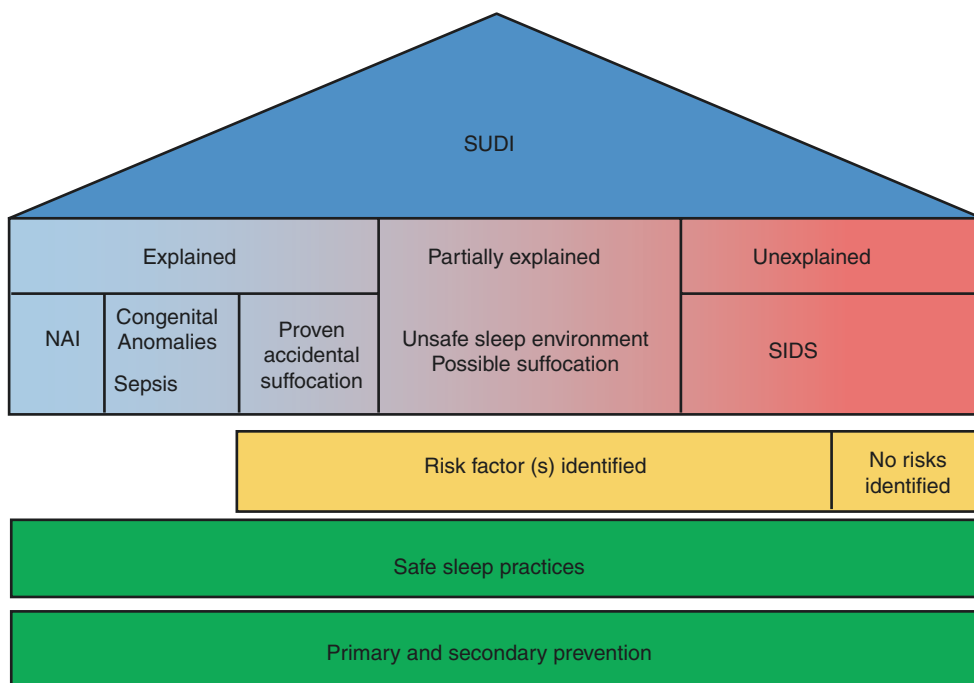 SUDI
Explained
Partially explained
Unexplained
NAI
Congenital
Anomalies
Sepsis
Proven
accidental
suffocation
Unsafe sleep environment
Possible suffocation
SIDS
Risk factor (s) identified
No risks
identified
Safe sleep practices
Primary and secondary prevention